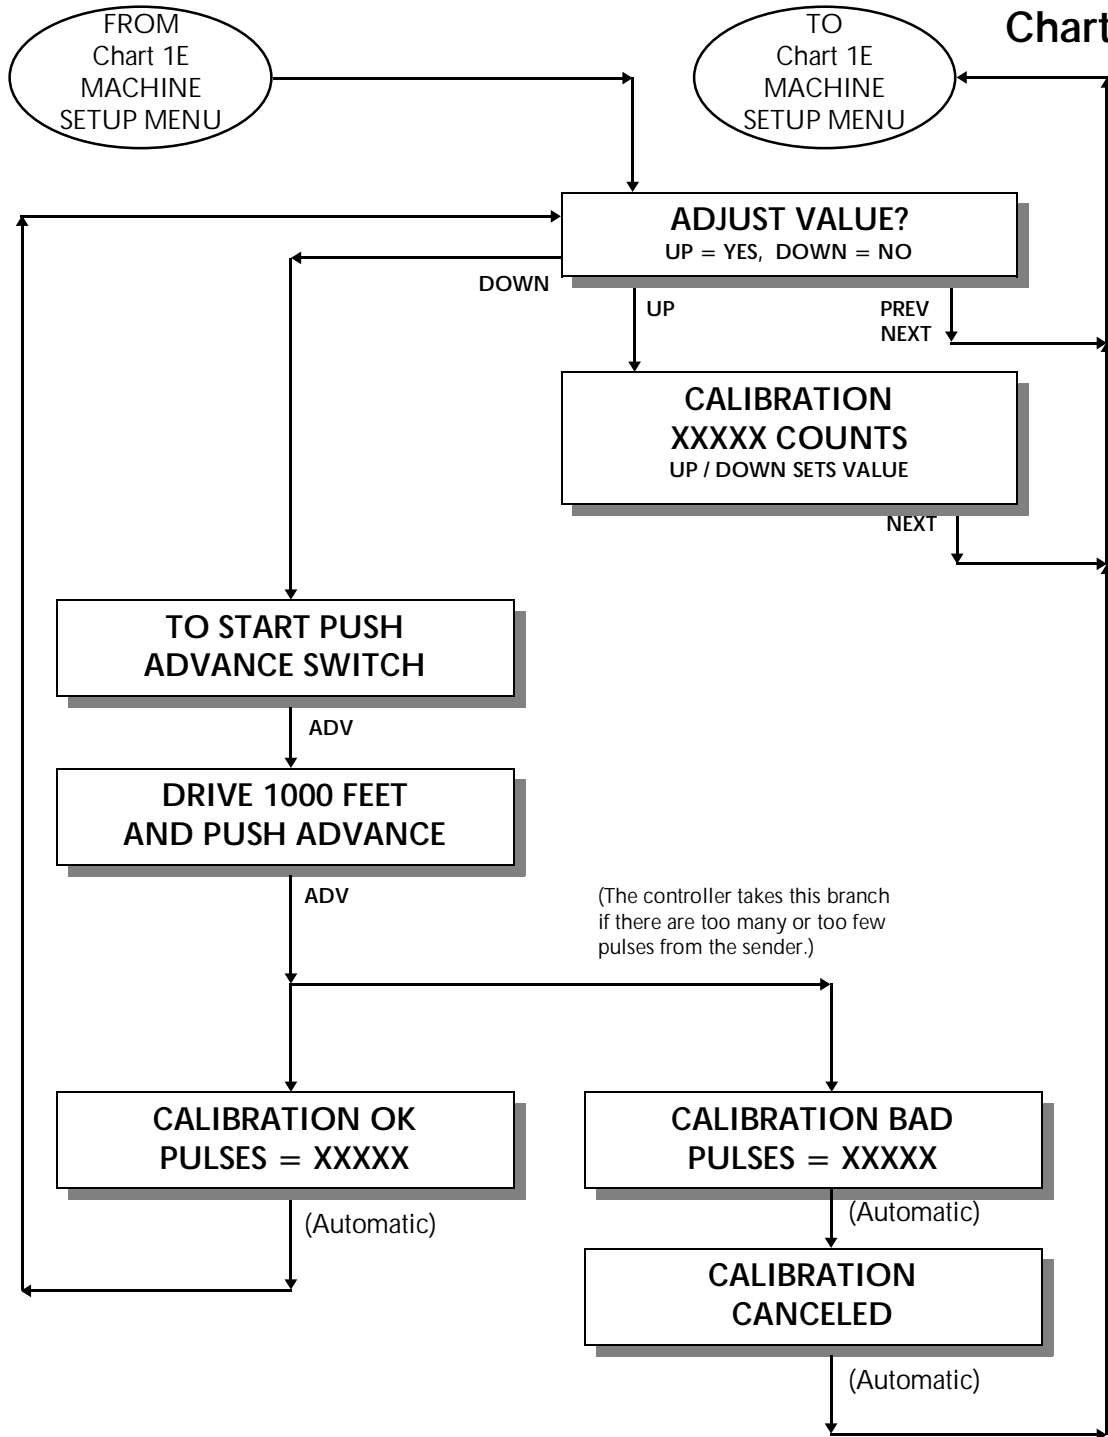 FROM
Chart 1E
MACHINE
SETUP MENU
TO
Chart 1E
MACHINE
SETUP MENU
Chart
ADJUST VALUE?
UP = YES, DOWN = NO
DOWN
UP
PREV
NEXT
CALIBRATION
XXXXX COUNTS
UP / DOWN SETS VALUE
NEXT
TO START PUSH
ADVANCE SWITCH
ADV
DRIVE 1000 FEET
AND PUSH ADVANCE
ADV
(The controller takes this branch
if there are too many or too few
pulses from the sender.)
CALIBRATION OK
PULSES = XXXXX
(Automatic)
CALIBRATION BAD
PULSES = XXXXX
(Automatic)
CALIBRATION
CANCELED
(Automatic)